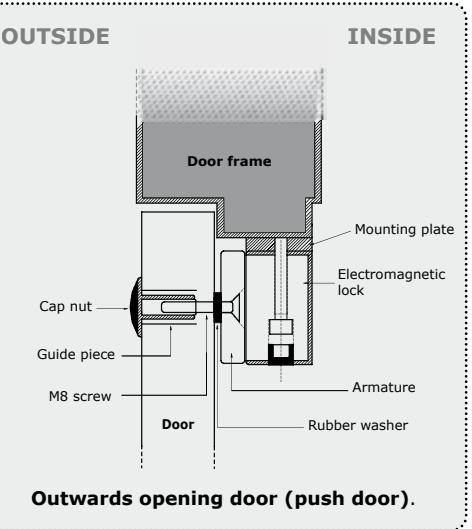 OUTSIDE INSIDE
Door frame
Mounting plate
Electromagnetic
lock
Cap nut
Guide piece
Armature
M8 screw
Door
Rubber washer
Outwards opening door (push door).